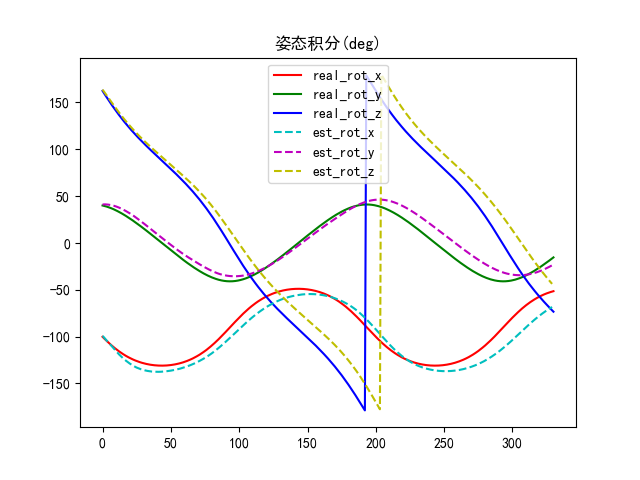 姿态积分(deg)
real_rot_x
real_rot_y
real_rot_z
est_rot_x
est_rot_y
est_rot_z
150
100
50
0
−50
−100
−150
0 50 100 150 200 250 300